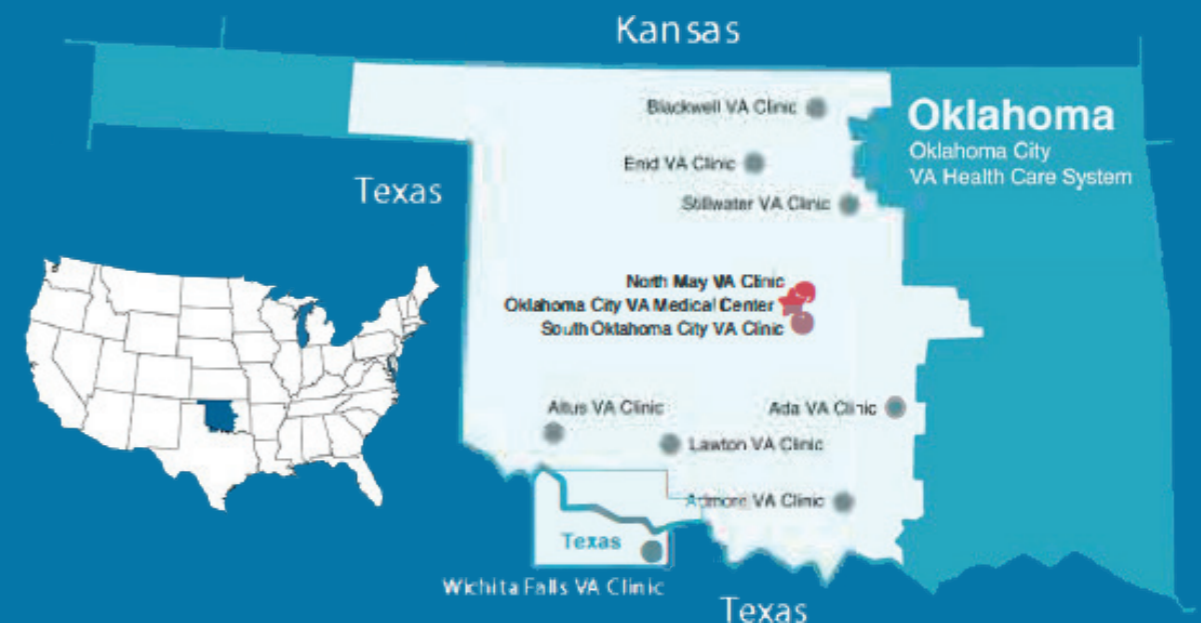 Kansas
Blackwell VA Clinic
Oklahoma
Oklahoma City
VA Health Care System
Enid VA Clinic
Texas
Stillwater VA Clinic
North May VA Clinic
Oklahoma City VA Medical Center
South Oklahoma City VA Clinic
Altus VA Clinic
Ada VA Clinic
Lawton VA Clinic
Ardmore VA Clinic
Texas
Wichita Falls VA Clinic
Texas